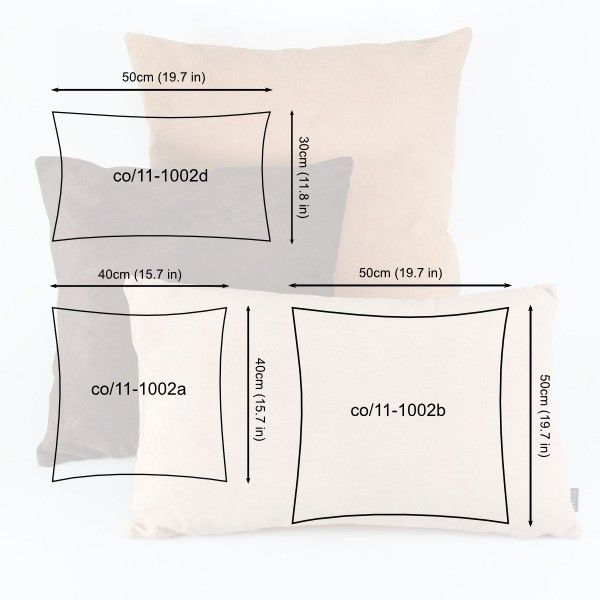 50cm (19.7 in)
co/11-1002d
30cm (11.8 in)
40cm (15.7 in)
50cm (19.7 in)
co/11-1002a
40cm (15.7 in)
co/11-1002b
50cm (19.7 in)